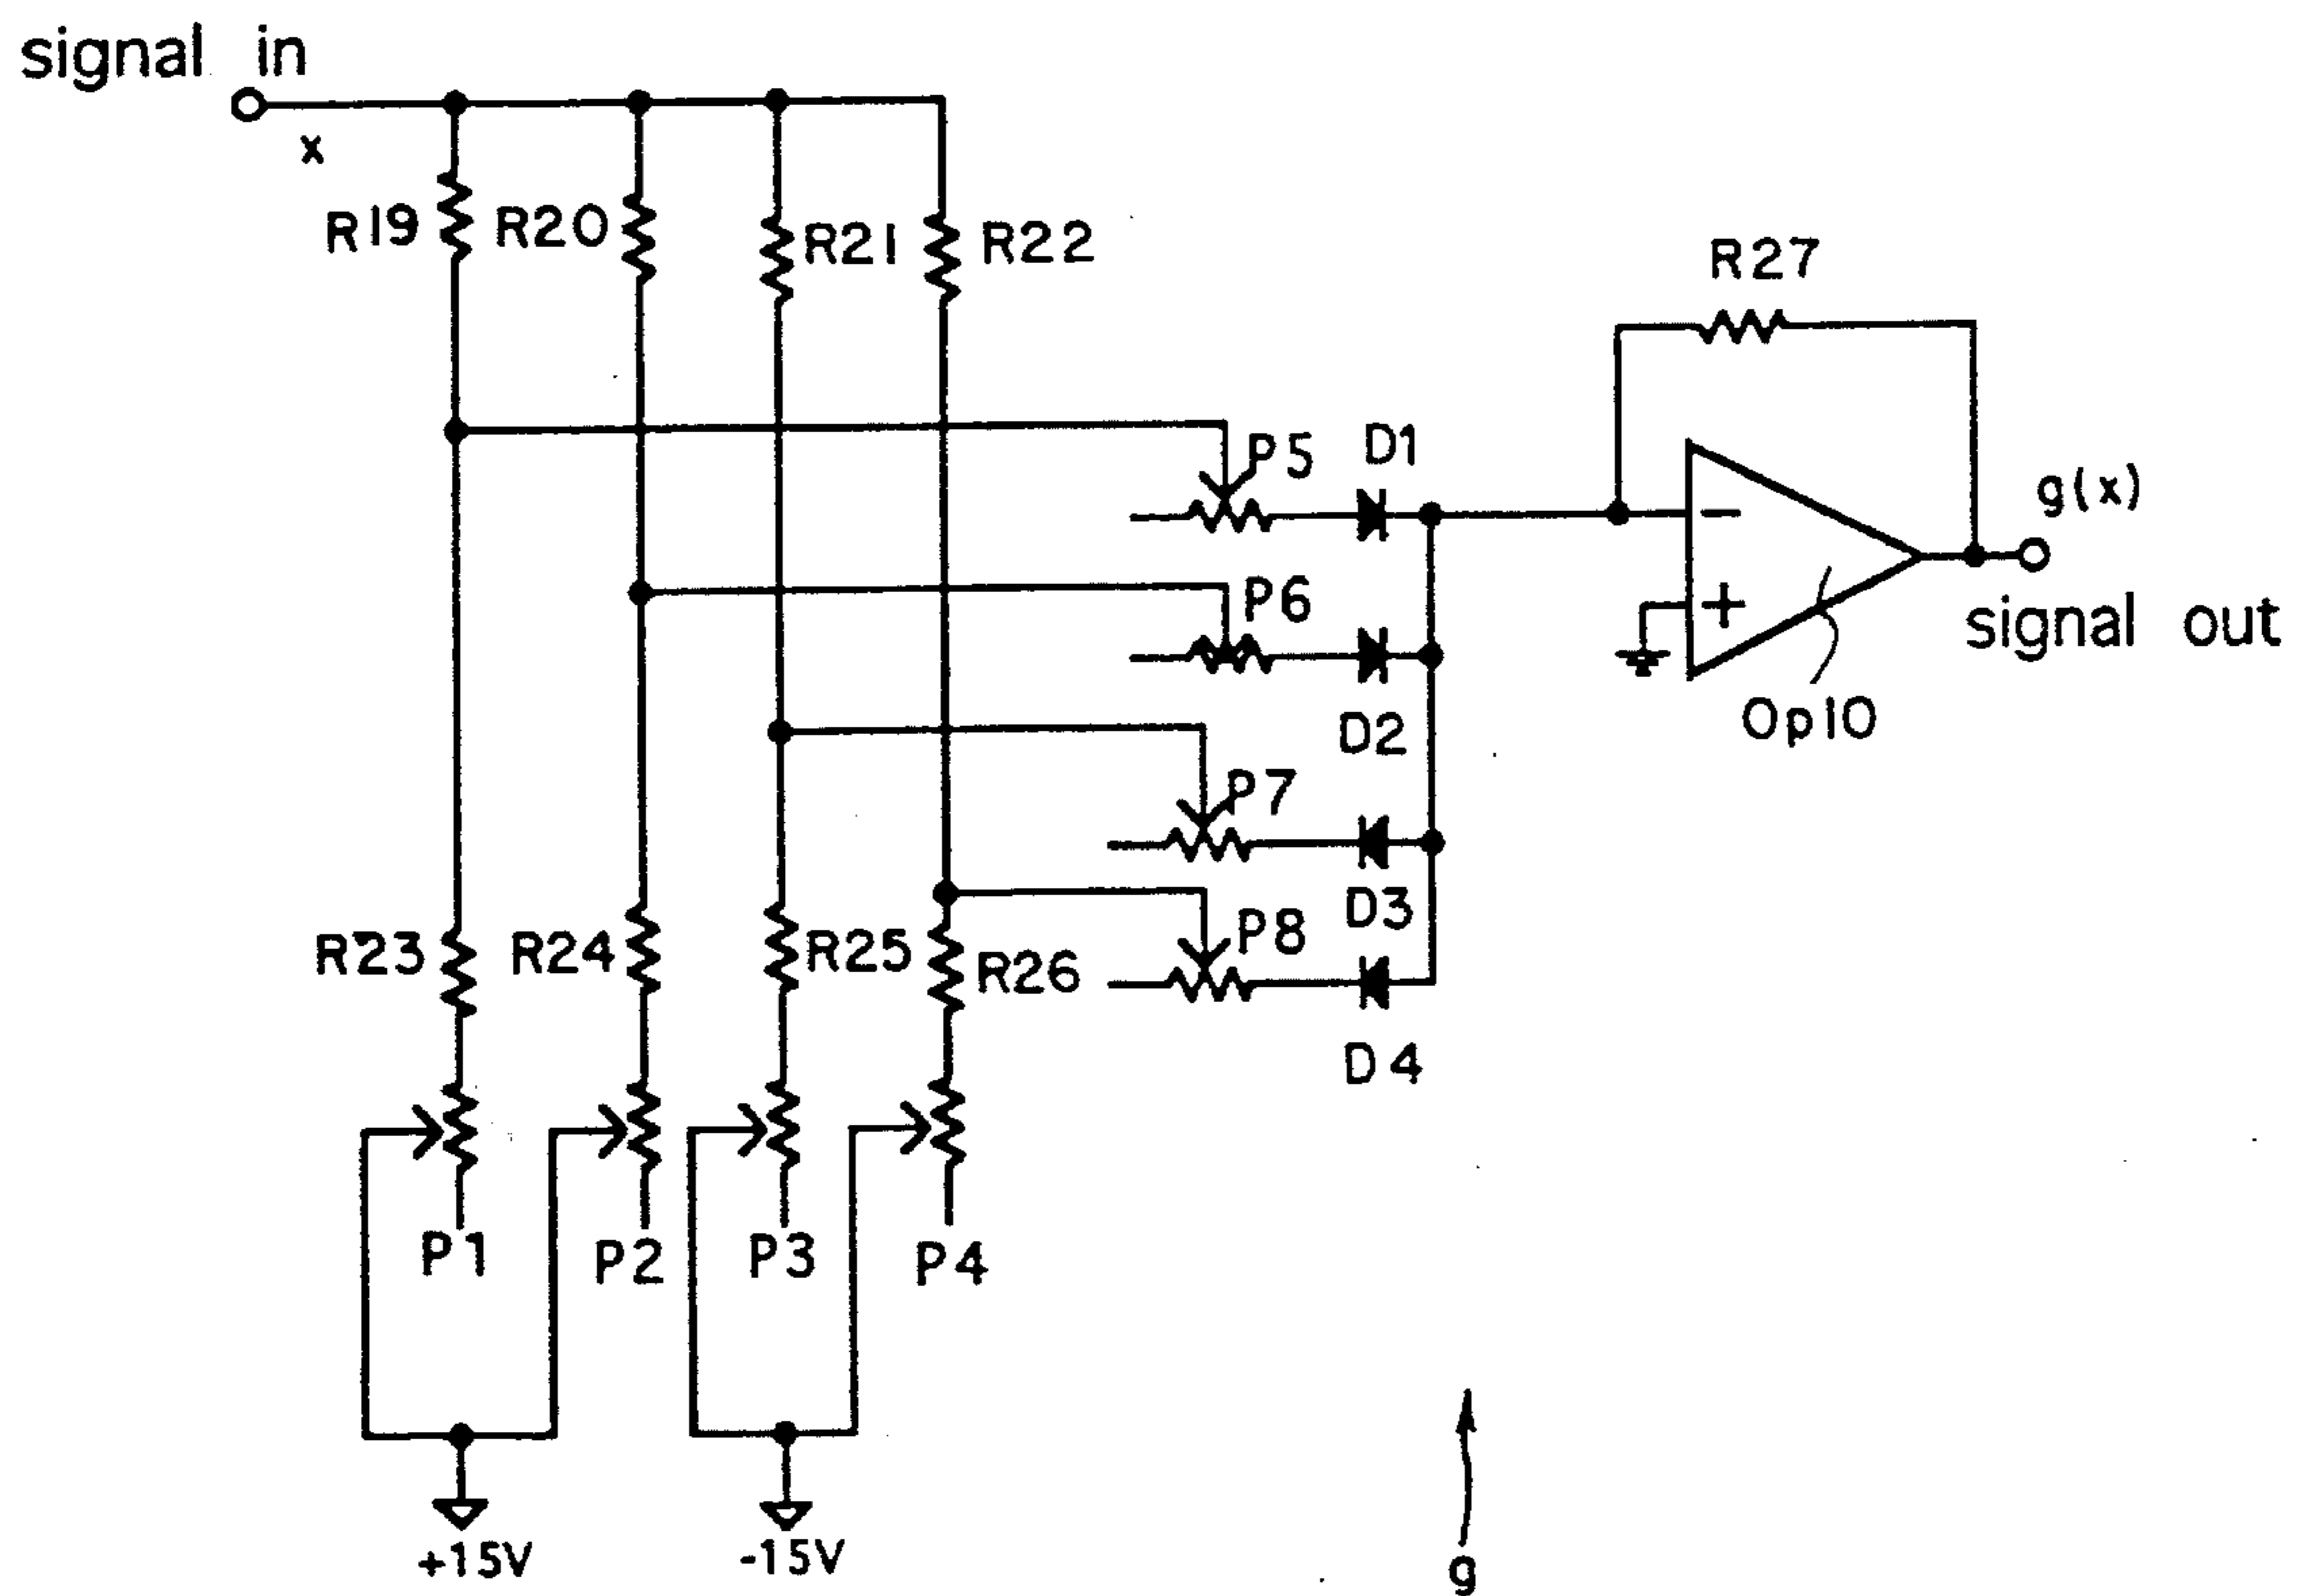 signal in
x
R19
R20
R21
R22
R27
P5
D1
g(x)
P6
signal out
Op10
D2
P7
D3
P8
R23
R24
R25
R26
D4
P1
P2
P3
P4
+15V
-15V
g